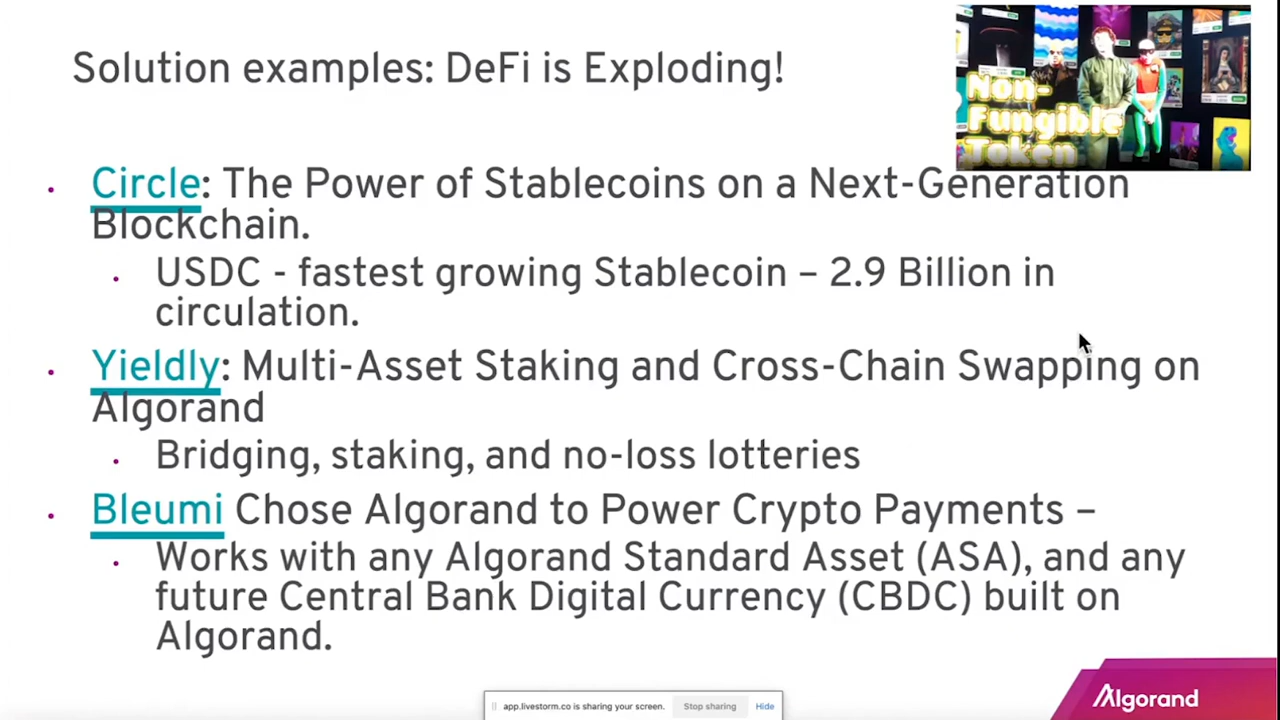 Solution examples: DeFi is Exploding!
Non-
Fungible
Token
Circle: The Power of Stablecoins on a Next-Generation
Blockchain.
USDC - fastest growing Stablecoin – 2.9 Billion in
circulation.
Yieldly: Multi-Asset Staking and Cross-Chain Swapping on
Algorand
Bridging, staking, and no-loss lotteries
Bleumi Chose Algorand to Power Crypto Payments –
Works with any Algorand Standard Asset (ASA), and any
future Central Bank Digital Currency (CBDC) built on
Algorand.
app.livestorm.co is sharing your screen.
Stop sharing
Hide
Algorand